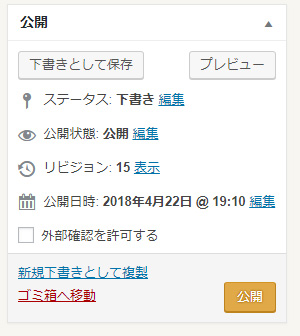 公開
下書きとして保存 プレビュー
ステータス: 下書き 編集
公開状態: 公開 編集
リビジョン: 15 表示
公開日時: 2018年4月22日 @ 19:10 編集
外部確認を許可する
新規下書きとして複製
ゴミ箱へ移動 公開